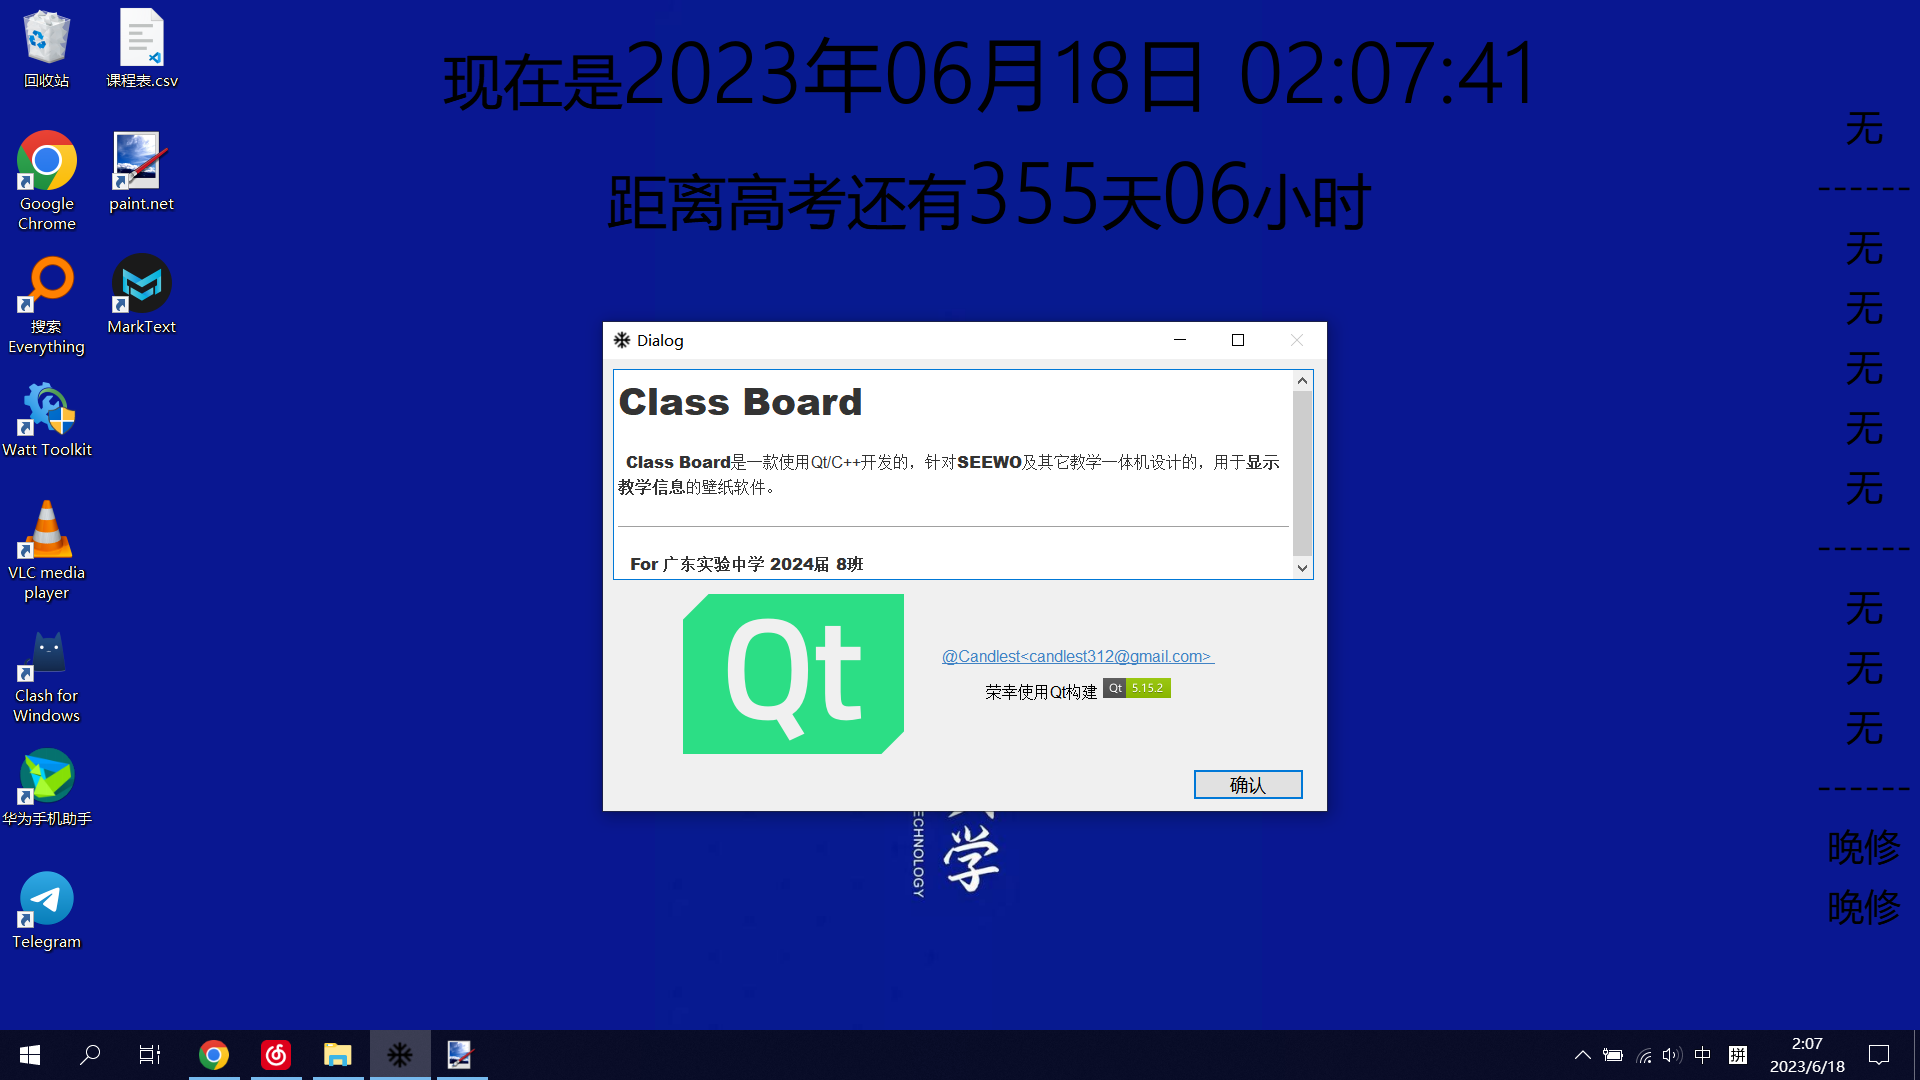 回收站
课程表.csv
Google
Chrome
paint.net
搜索
Everything
MarkText
Watt Toolkit
VLC media
player
Clash for
Windows
华为手机助手
Telegram
现在是2023年06月18日 02:07:41
距离高考还有355天06小时
Dialog
Class Board
Class Board是一款使用Qt/C++开发的，针对SEEWO及其它教学一体机设计的，用于显示
教学信息的壁纸软件。
For 广东实验中学 2024届 8班
Qt
@Candlest<candlest312@gmail.com>
荣幸使用Qt构建 Qt 5.15.2
确认
ECHNOLOGY
学
无
------
无
无
无
无
无
------
无
无
无
------
晚修
晚修
中
拼
2:07
2023/6/18